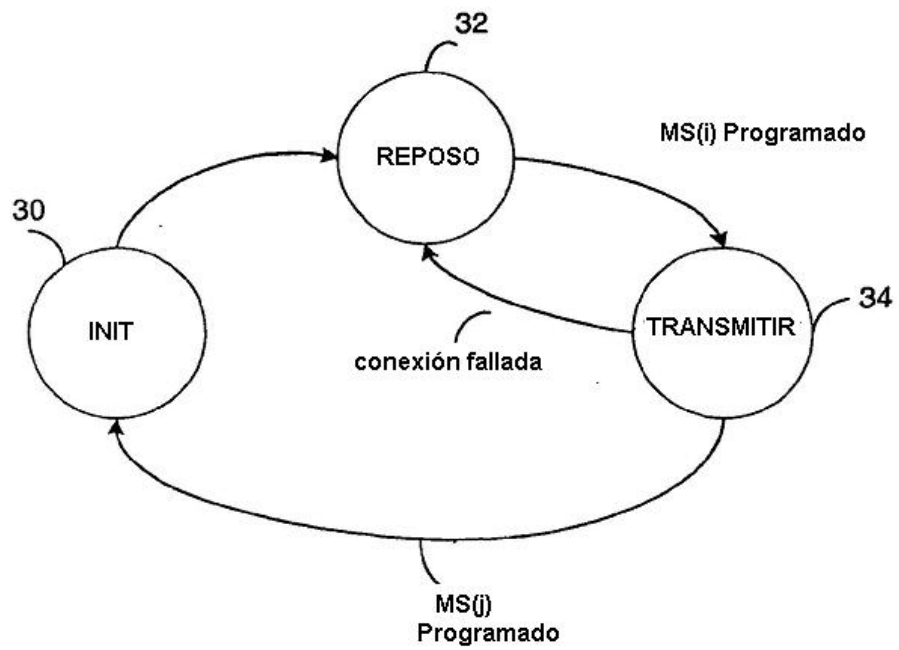 32
REPOSO
MS(i) Programado
30
INIT
34
TRANSMITIR
conexión fallada
MS(j)
Programado